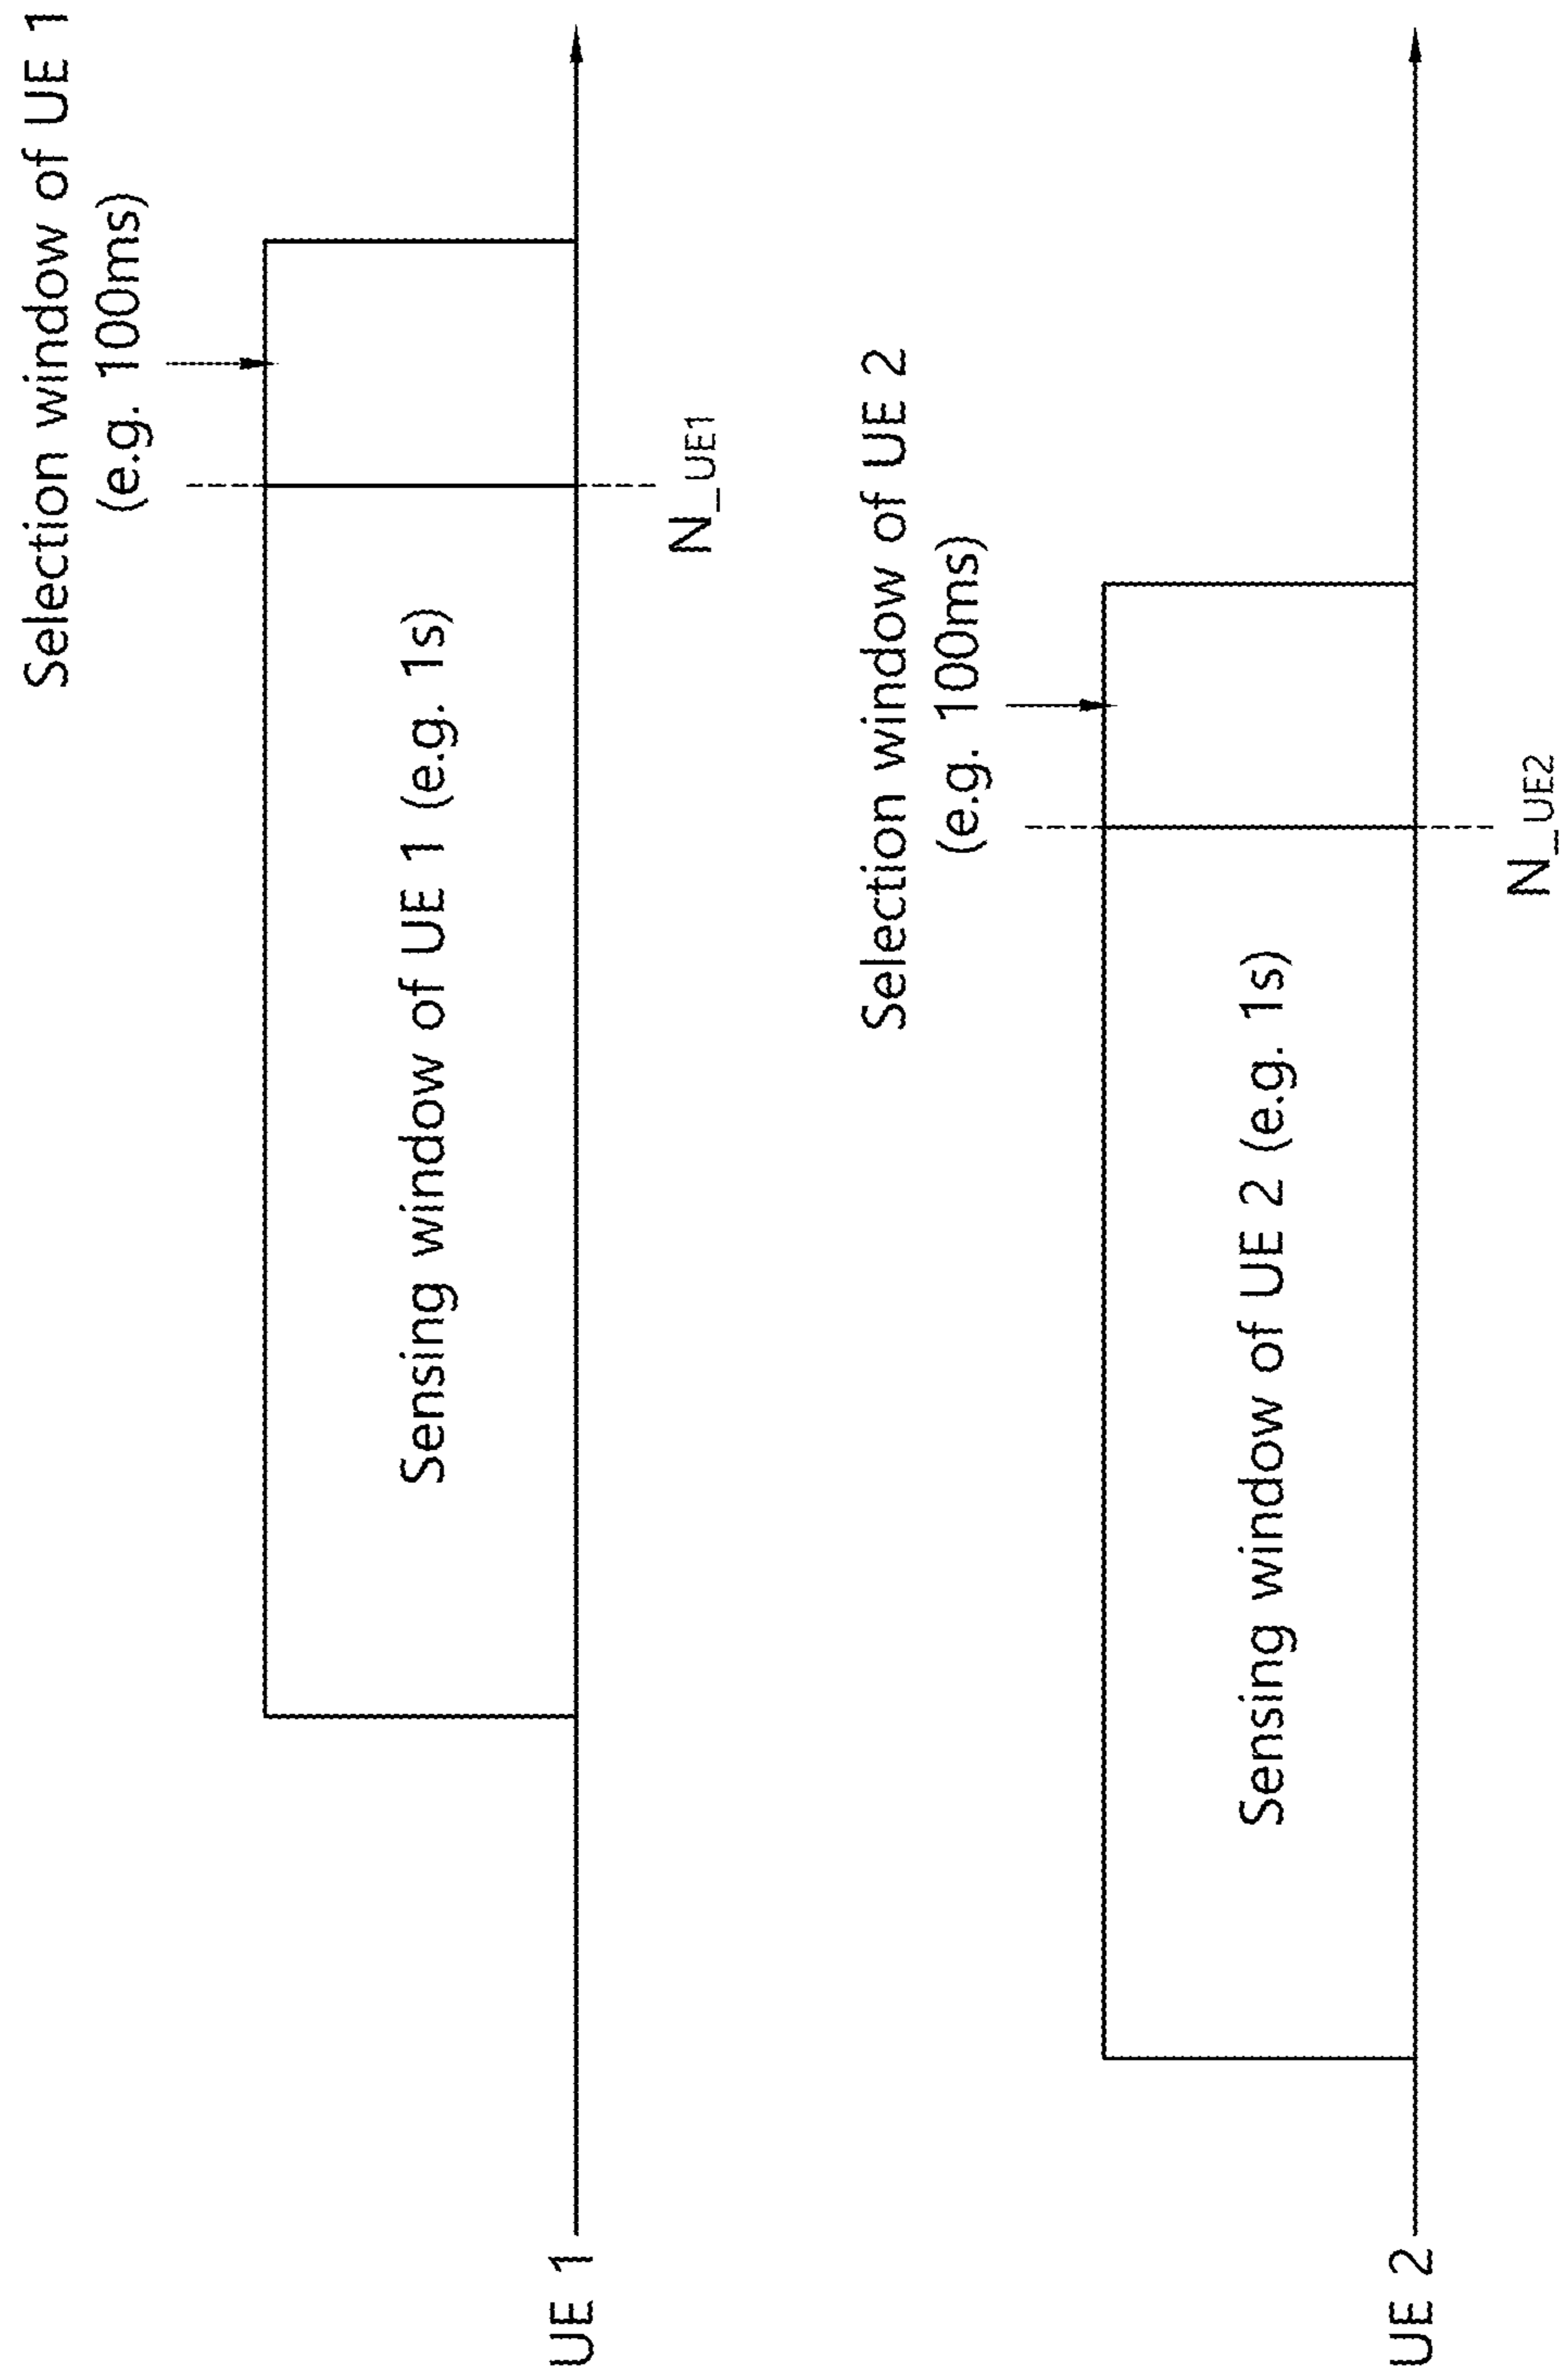 Selection window of UE 1
(e.g. 100ms)
Sensing window of UE 1 (e.g. 1s)
UE 1
N_UE1
Selection window of UE 2
(e.g. 100ms)
Sensing window of UE 2 (e.g. 1s)
UE 2
N_UE2